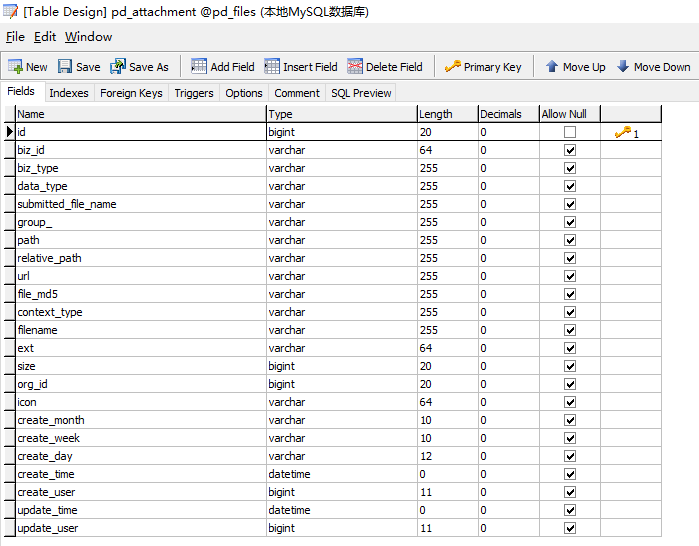 [Table Design] pd_attachment @pd_files (本地MySQL数据库)
File Edit Window
New Save Save As Add Field Insert Field Delete Field Primary Key Move Up Move Down
Fields Indexes Foreign Keys Triggers Options Comment SQL Preview
Name Type Length Decimals Allow Null
id bigint 20 0 1
biz_id varchar 64 0
biz_type varchar 255 0
data_type varchar 255 0
submitted_file_name varchar 255 0
group_ varchar 255 0
path varchar 255 0
relative_path varchar 255 0
url varchar 255 0
file_md5 varchar 255 0
context_type varchar 255 0
filename varchar 255 0
ext varchar 64 0
size bigint 20 0
org_id bigint 20 0
icon varchar 64 0
create_month varchar 10 0
create_week varchar 10 0
create_day varchar 12 0
create_time datetime 0 0
create_user bigint 11 0
update_time datetime 0 0
update_user bigint 11 0